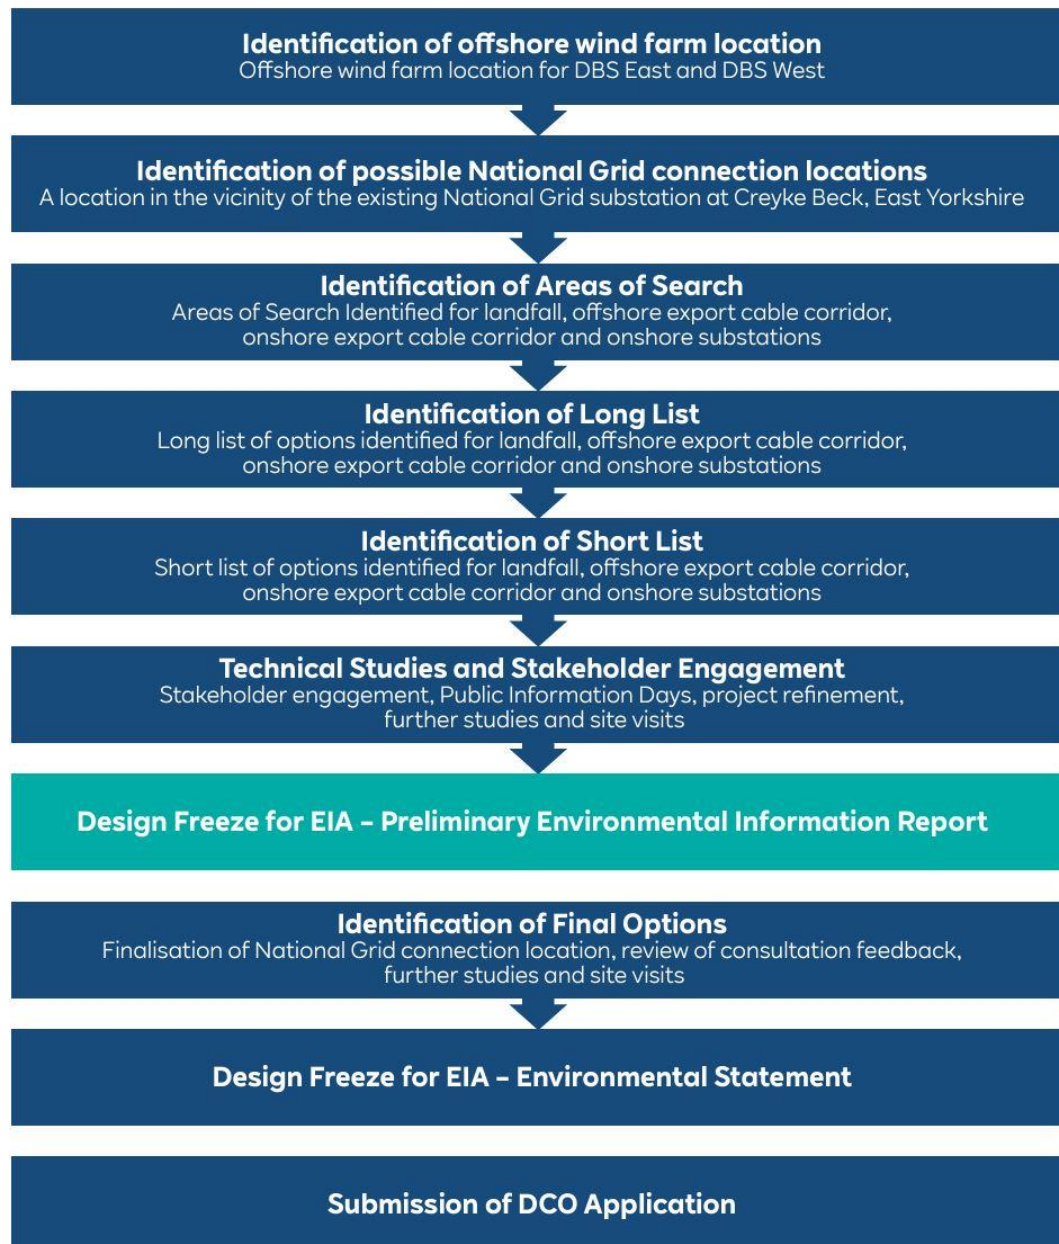 Identification of offshore wind farm location
Offshore wind farm location for DBS East and DBS West
Identification of possible National Grid connection locations
A location in the vicinity of the existing National Grid substation at Creyke Beck, East Yorkshire
Identification of Areas of Search
Areas of Search Identified for landfall, offshore export cable corridor,
onshore export cable corridor and onshore substations
Identification of Long List
Long list of options identified for landfall, offshore export cable corridor,
onshore export cable corridor and onshore substations
Identification of Short List
Short list of options identified for landfall, offshore export cable corridor,
onshore export cable corridor and onshore substations
Technical Studies and Stakeholder Engagement
Stakeholder engagement, Public Information Days, project refinement,
further studies and site visits
Design Freeze for EIA – Preliminary Environmental Information Report
Identification of Final Options
Finalisation of National Grid connection location, review of consultation feedback,
further studies and site visits
Design Freeze for EIA – Environmental Statement
Submission of DCO Application